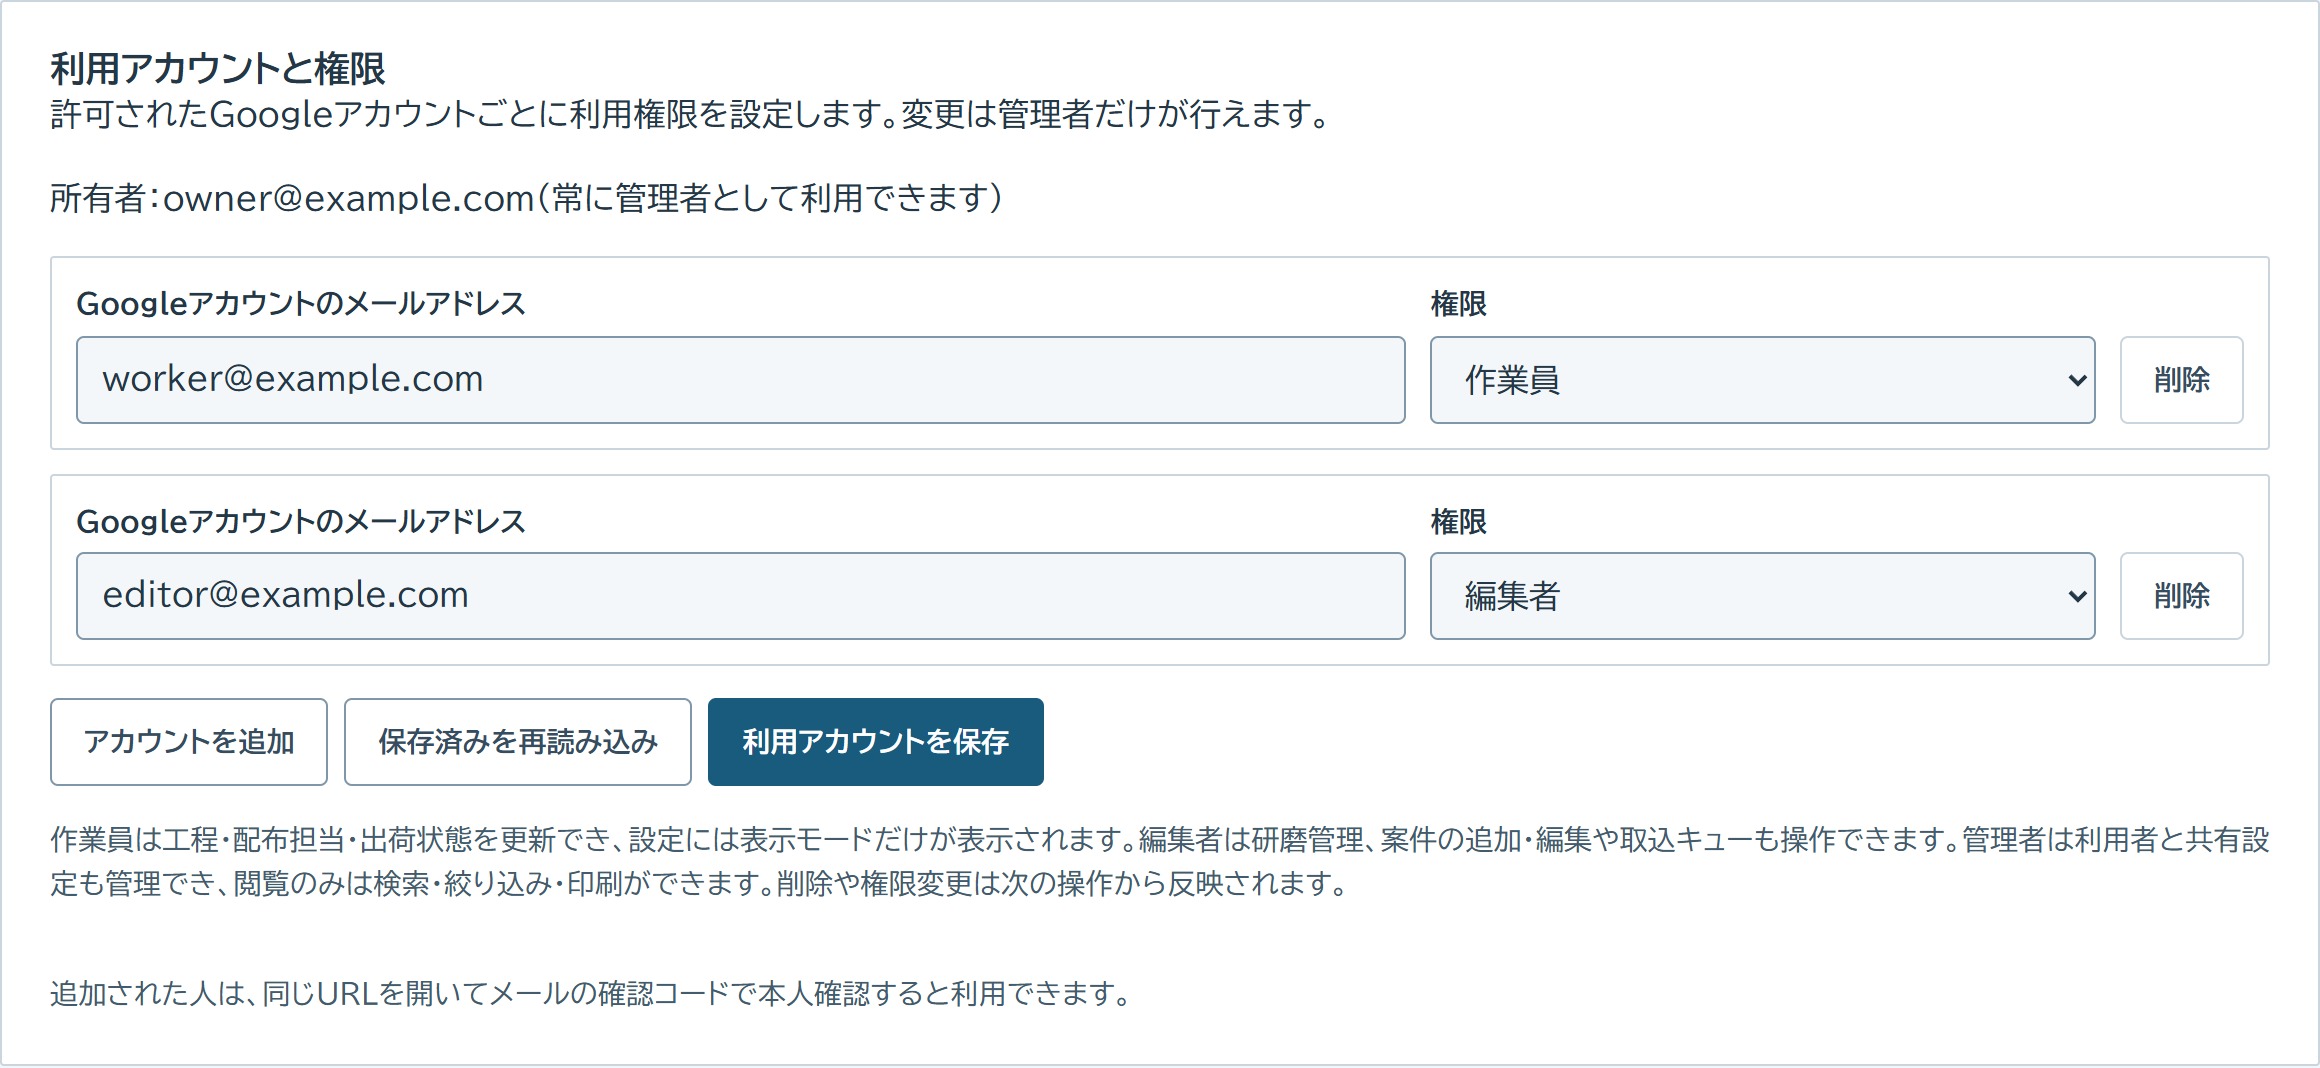 利用アカウントと権限
許可されたGoogleアカウントごとに利用権限を設定します。変更は管理者だけが行えます。
所有者：owner@example.com（常に管理者として利用できます）
Googleアカウントのメールアドレス
権限
worker@example.com
作業員
削除
Googleアカウントのメールアドレス
権限
editor@example.com
編集者
削除
アカウントを追加
保存済みを再読み込み
利用アカウントを保存
作業員は工程・配布担当・出荷状態を更新でき、設定には表示モードだけが表示されます。編集者は研磨管理、案件の追加・編集や取込キューも操作できます。管理者は利用者と共有設
定も管理でき、閲覧のみは検索・絞り込み・印刷ができます。削除や権限変更は次の操作から反映されます。
追加された人は、同じURLを開いてメールの確認コードで本人確認すると利用できます。